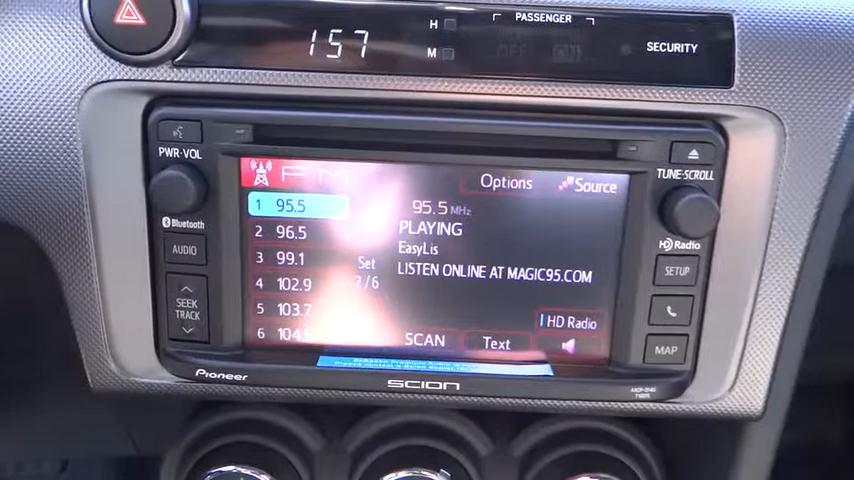 PASSENGER
1:57
H
M
SECURITY
PWR·VOL
TUNE·SCROLL
FM
Options
Source
1 95.5
95.5 MHz
2 96.5
PLAYING
EasyLis
3 99.1
Set
LISTEN ONLINE AT MAGIC95.COM
4 102.9
2/6
5 103.7
HD Radio
6 104.5
SCAN
Text
Bluetooth
AUDIO
SEEK
TRACK
HD Radio
SETUP
MAP
Pioneer
SCION